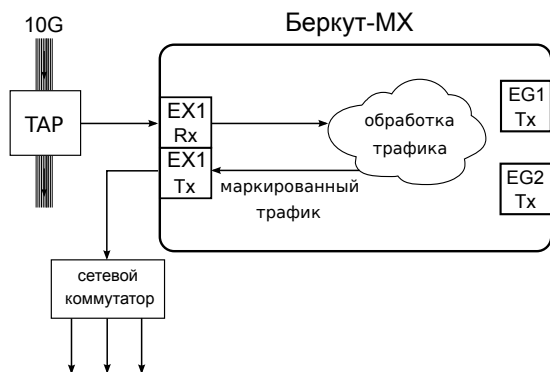 10G
Беркут-МХ
TAP
EX1
Rx
EX1
Tx
обработка
трафика
маркированный
трафик
EG1
Tx
EG2
Tx
сетевой
коммутатор